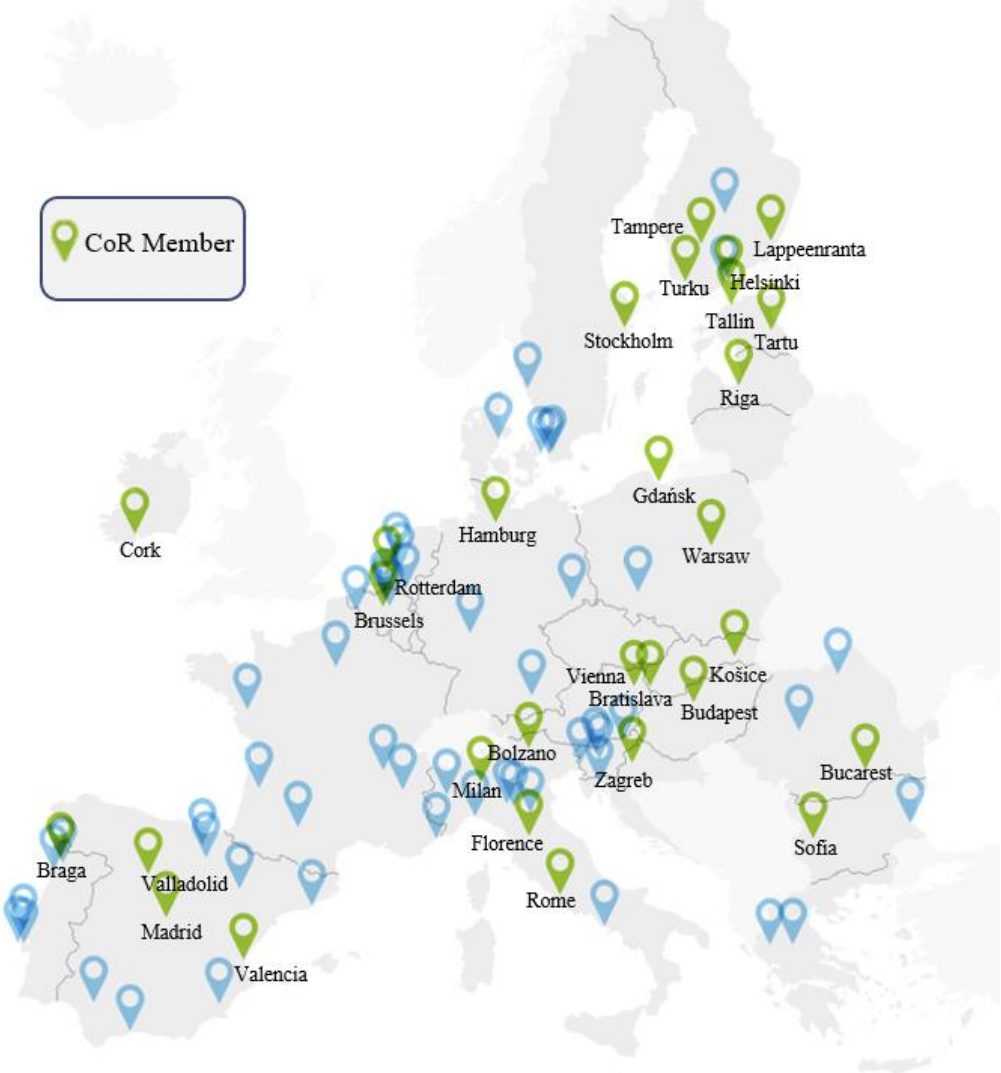 CoR Member
Tampere
Lappeenranta
Turku
Helsinki
Tallin
Stockholm
Tartu
Riga
Gdańsk
Hamburg
Cork
Warsaw
Rotterdam
Brussels
Vienna
Košice
Bratislava
Budapest
Bolzano
Bucarest
Zagreb
Milan
Florence
Sofia
Braga
Valladolid
Rome
Madrid
Valencia